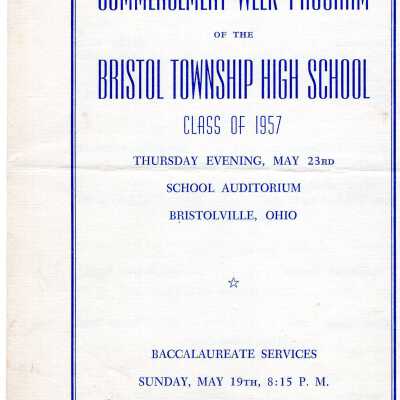 COMMENCEMENT WEEK PROGRAM
OF THE
BRISTOL TOWNSHIP HIGH SCHOOL
CLASS OF 1957
THURSDAY EVENING, MAY 23RD
SCHOOL AUDITORIUM
BRISTOLVILLE, OHIO
☆
BACCALAUREATE SERVICES
SUNDAY, MAY 19TH, 8:15 P. M.